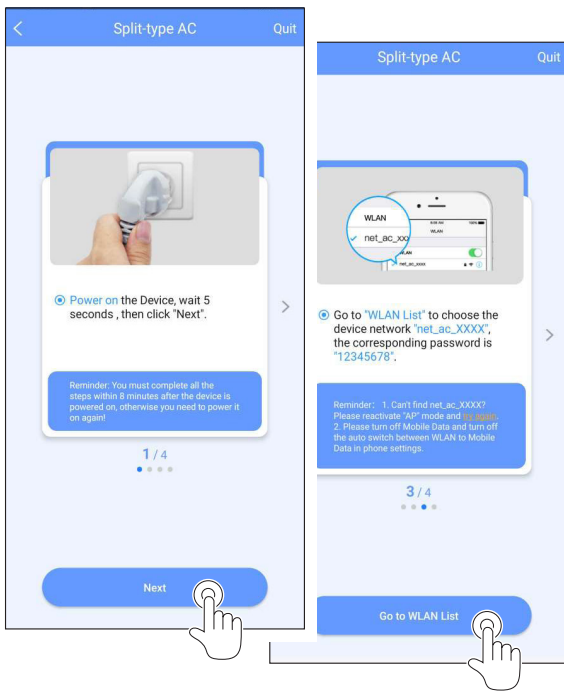 Split-type AC
Quit
Power on the Device, wait 5
seconds , then click "Next".
Reminder: You must complete all the
steps within 8 minutes after the device is
powered on, otherwise you need to power it
on again!
1 / 4
Next
Split-type AC
Quit
WLAN
net_ac_xxx
WLAN
net_ac_xxxx
Go to "WLAN List" to choose the
device network "net_ac_XXXX",
the corresponding password is
"12345678".
Reminder: 1. Can't find net_ac_XXXX?
Please reactivate "AP" mode and try again.
2. Please turn off Mobile Data and turn off
the auto switch between WLAN to Mobile
Data in phone settings.
3 / 4
Go to WLAN List